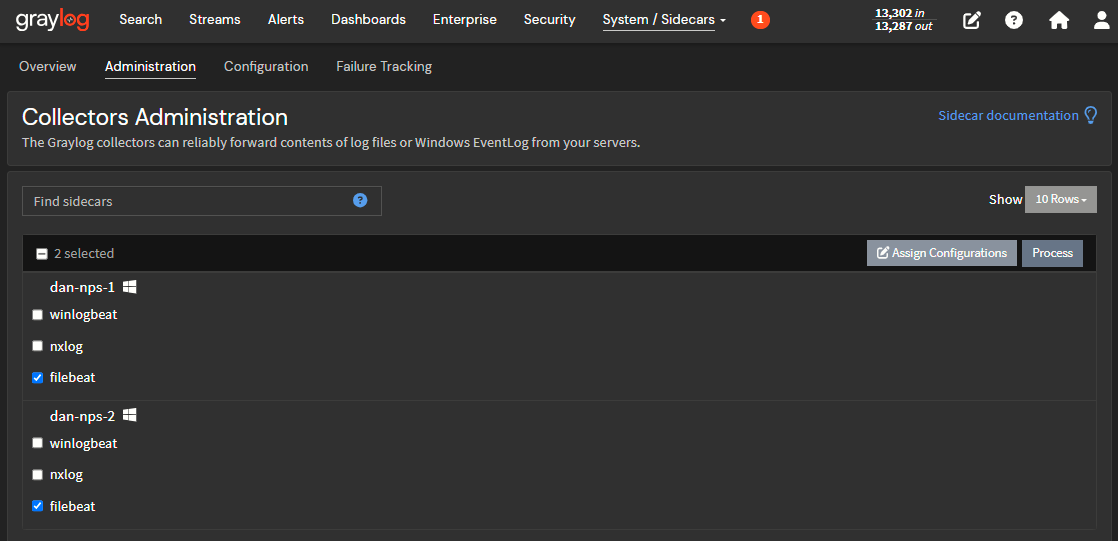 graylog Search Streams Alerts Dashboards Enterprise Security System / Sidecars 1 13,302 in
13,287 out
Overview Administration Configuration Failure Tracking
Collectors Administration
Sidecar documentation
The Graylog collectors can reliably forward contents of log files or Windows EventLog from your servers.
Find sidecars ? Show 10 Rows
2 selected Assign Configurations Process
dan-nps-1
winlogbeat
nxlog
filebeat
dan-nps-2
winlogbeat
nxlog
filebeat